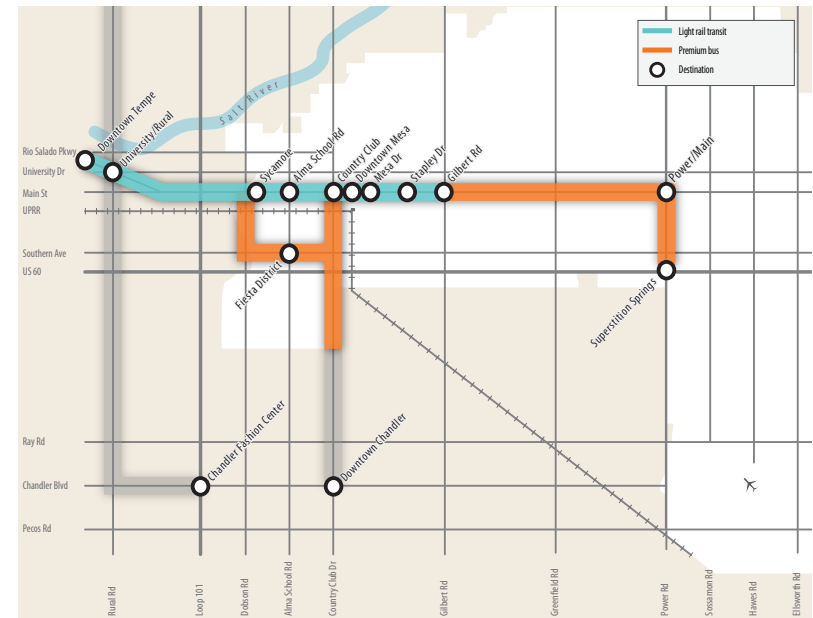 Light rail transit
Premium bus
Destination
Salt River
Downtown Tempe
University/Rural
Sycamore
Alma School/Rd
Country Club
Downtown Mesa
Mesa Dr
Stapley Dr
Gilbert Rd
Power/Main
Rio Salado Pkwy
University Dr
Main St
UPRR
Southern Ave
US 60
Fiesta District
Superstition Springs
Chandler Fashion Center
Downtown Chandler
Ray Rd
Chandler Blvd
Pecos Rd
Rural Rd
Loop 101
Dobson Rd
Alma School Rd
Country Club Dr
Gilbert Rd
Greenfield Rd
Power Rd
Sossaman Rd
Hawes Rd
Ellsworth Rd